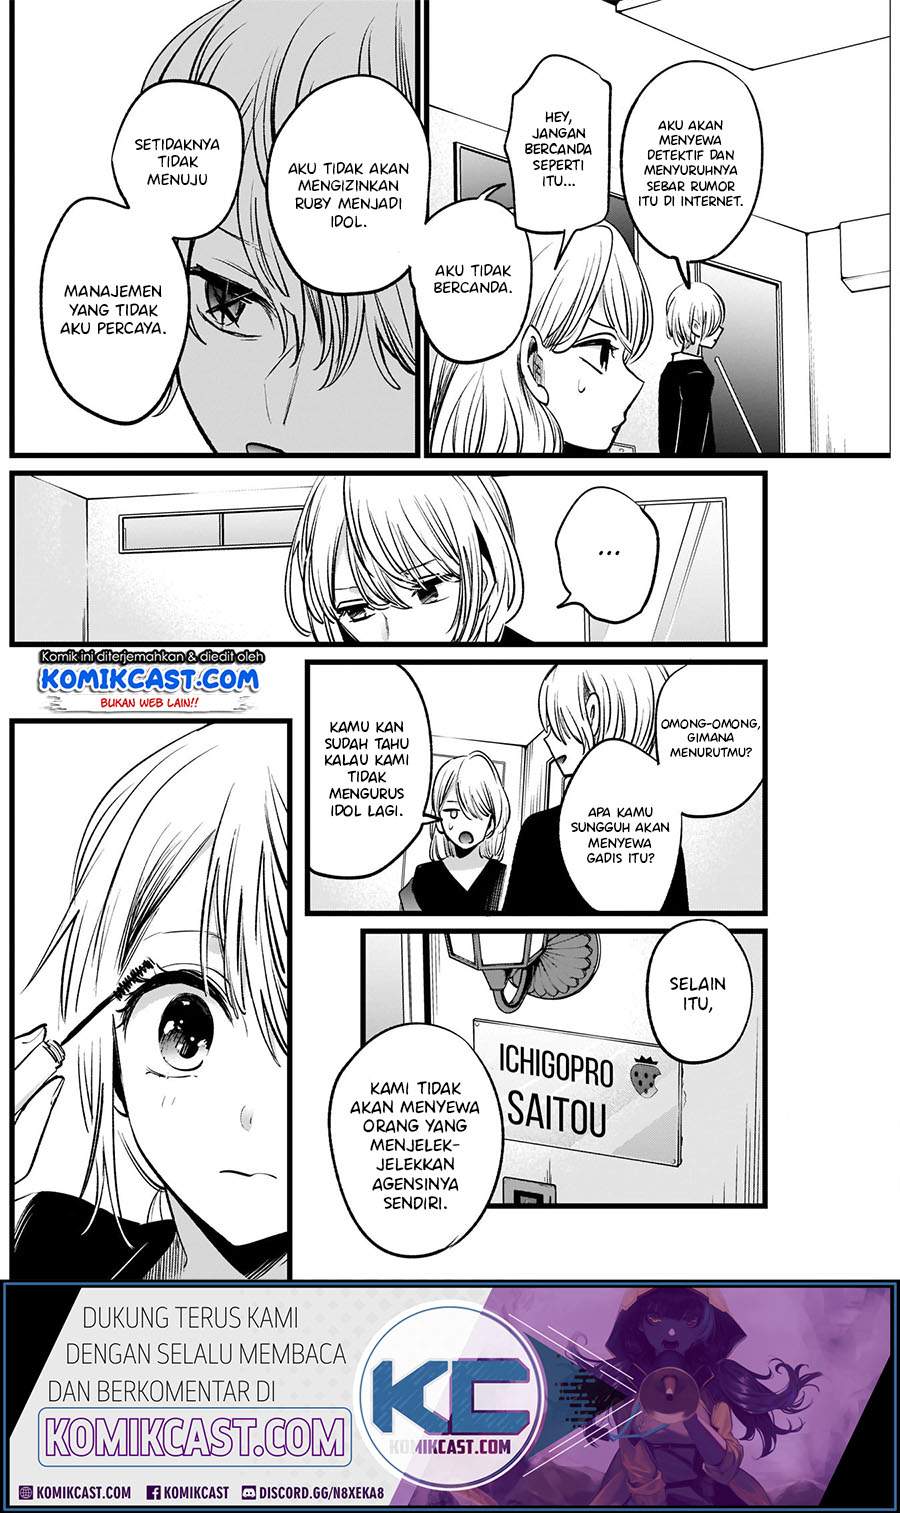 AKU AKAN
MENYEWA
DETEKTIF DAN
MENYURUHNYA
SEBAR RUMOR
ITU DI INTERNET.
HEY,
JANGAN
BERCANDA
SEPERTI
ITU...
AKU TIDAK
BERCANDA.
AKU TIDAK AKAN
MENGIZINKAN
RUBY MENJADI
IDOL.
SETIDAKNYA
TIDAK
MENUJU
MANAJEMEN
YANG TIDAK
AKU PERCAYA.
...
Komik ini diterjemahkan & diedit oleh
KOMIKCAST.COM
BUKAN WEB LAIN!!
OMONG-OMONG,
GIMANA
MENURUTMU?
APA KAMU
SUNGGUH AKAN
MENYEWA
GADIS ITU?
KAMU KAN
SUDAH TAHU
KALAU KAMI
TIDAK
MENGURUS
IDOL LAGI.
SELAIN
ITU,
ICHIGOPRO
SAITOU
KAMI TIDAK
AKAN MENYEWA
ORANG YANG
MENJELEK-
JELEKKAN
AGENSINYA
SENDIRI.
DUKUNG TERUS KAMI
DENGAN SELALU MEMBACA
DAN BERKOMENTAR DI
KOMIKCAST.COM
KC
KOMIKCAST.COM
KOMIKCAST.COM
KOMIKCAST
DISCORD.GG/N8XEKA8